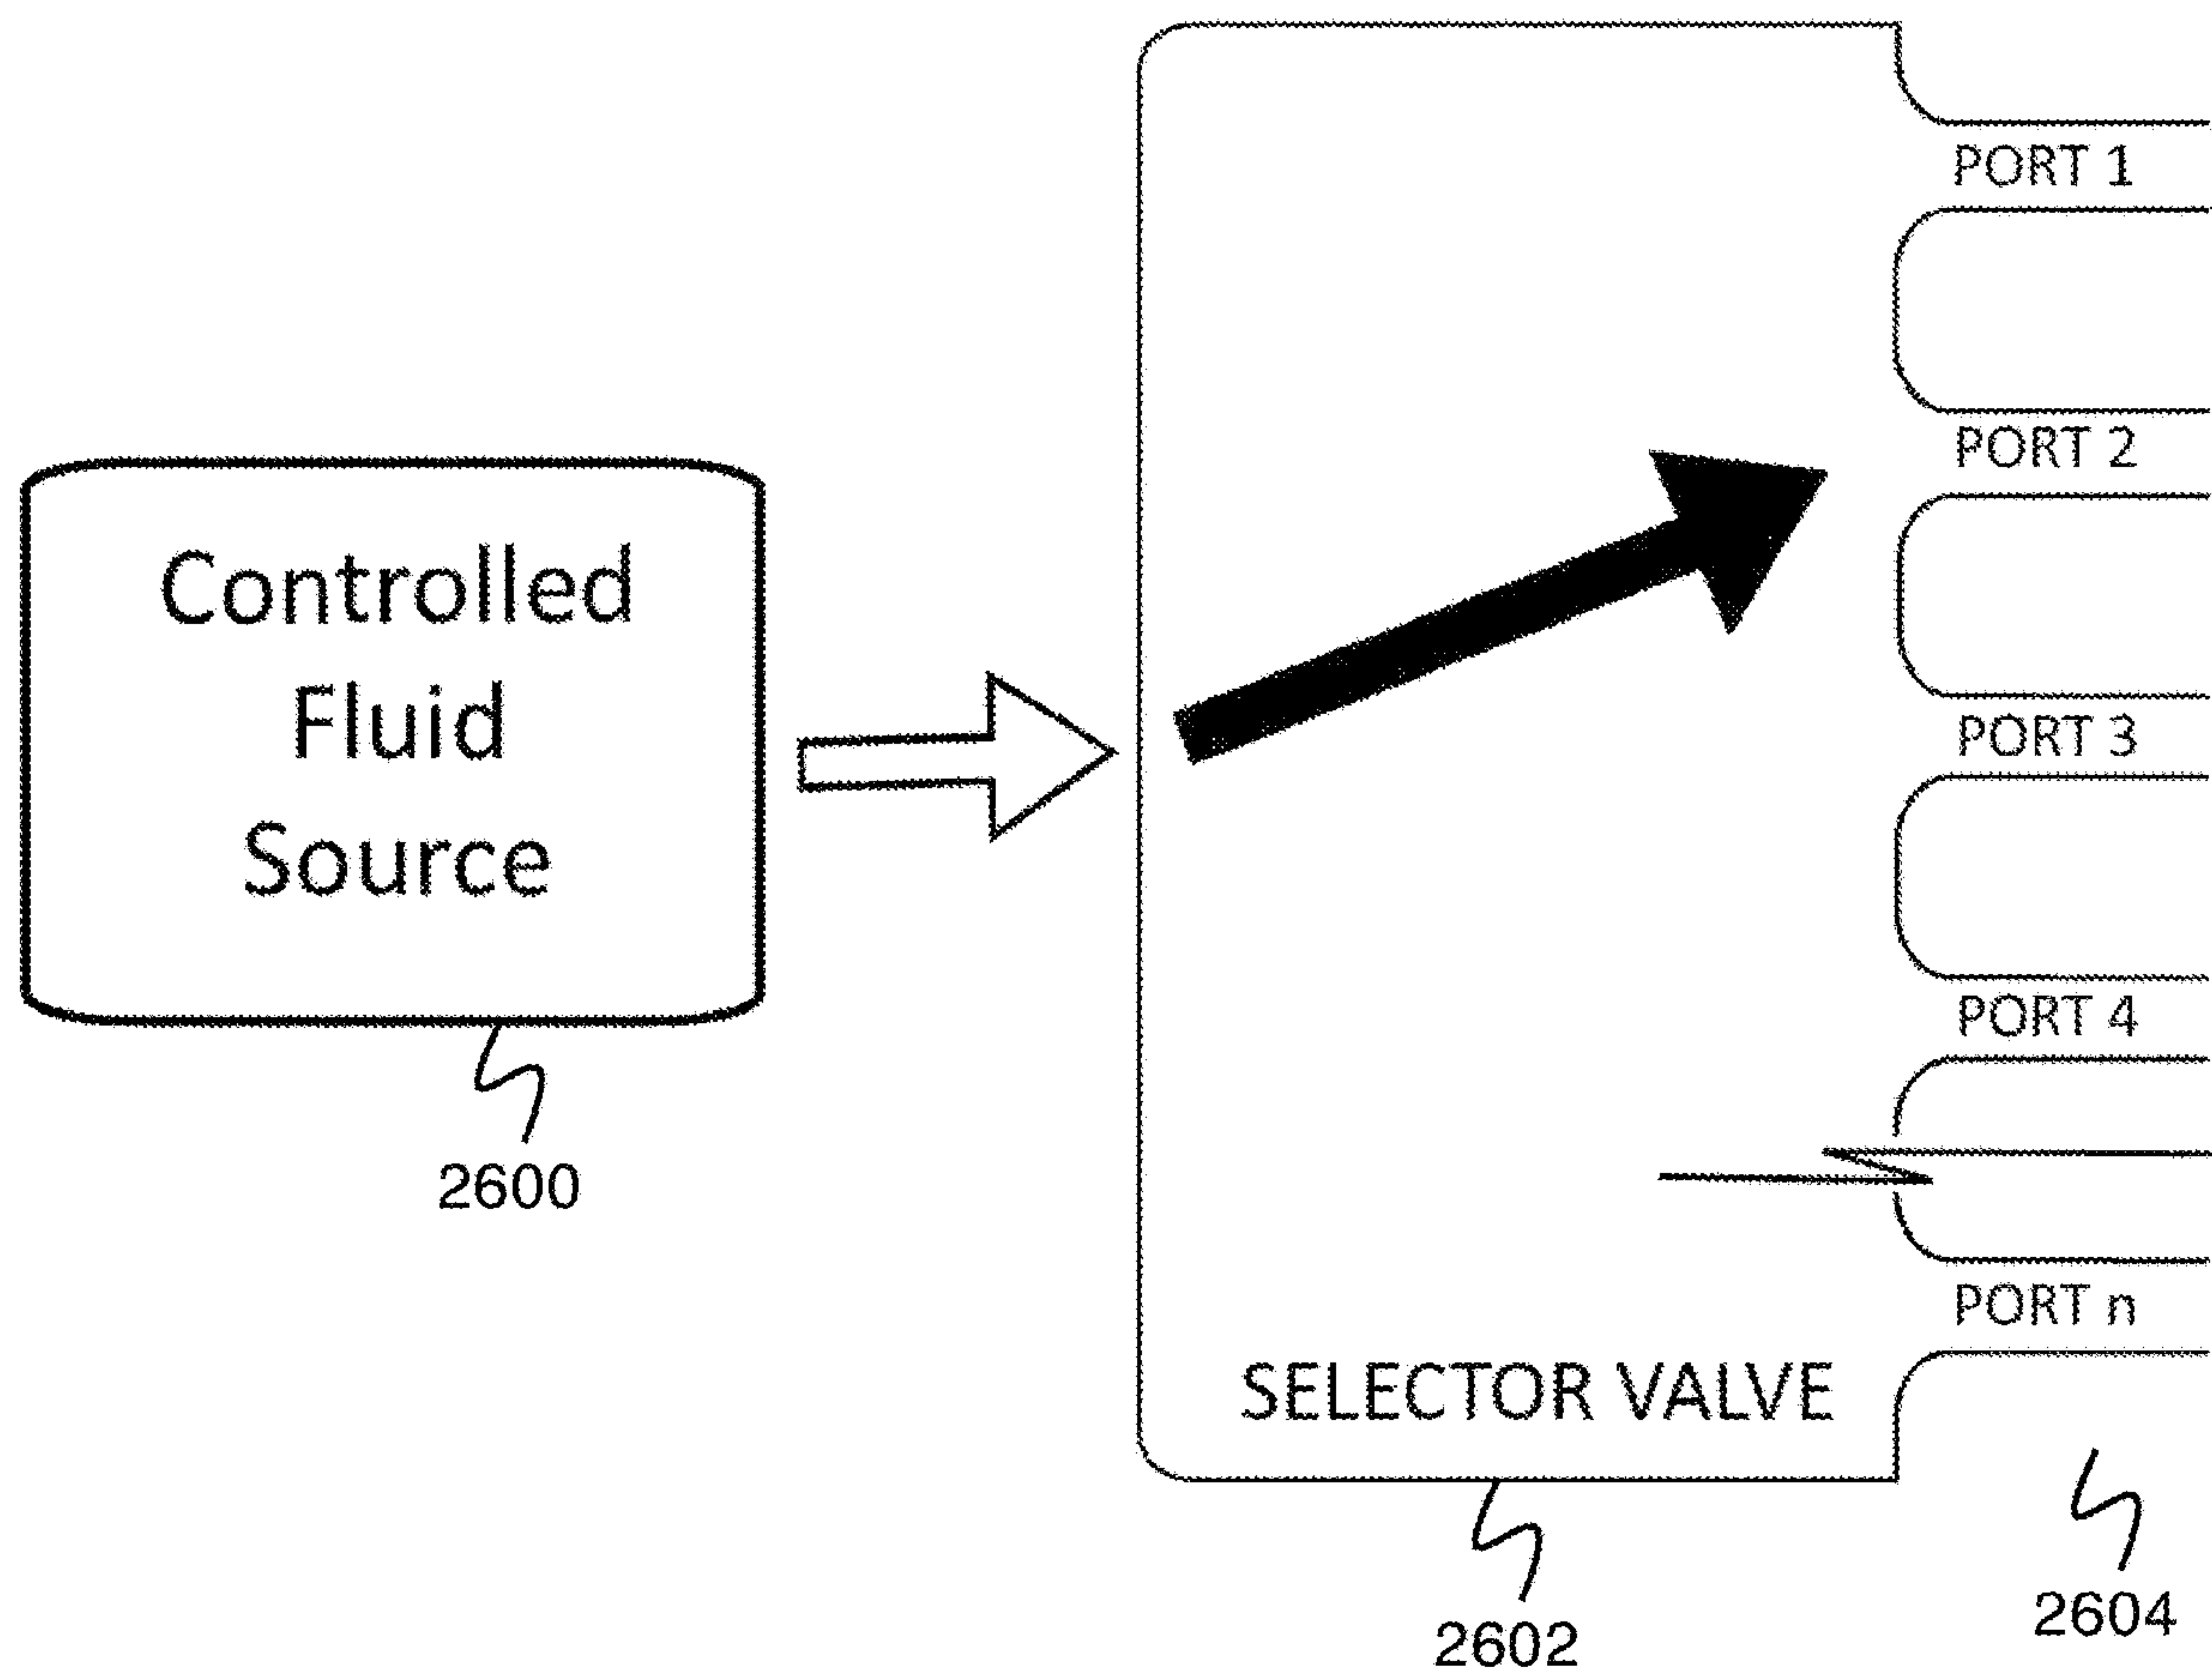 PORT 1
PORT 2
Controlled
Fluid
Source
PORT 3
PORT 4
2600
PORT n
SELECTOR VALVE
2602
2604